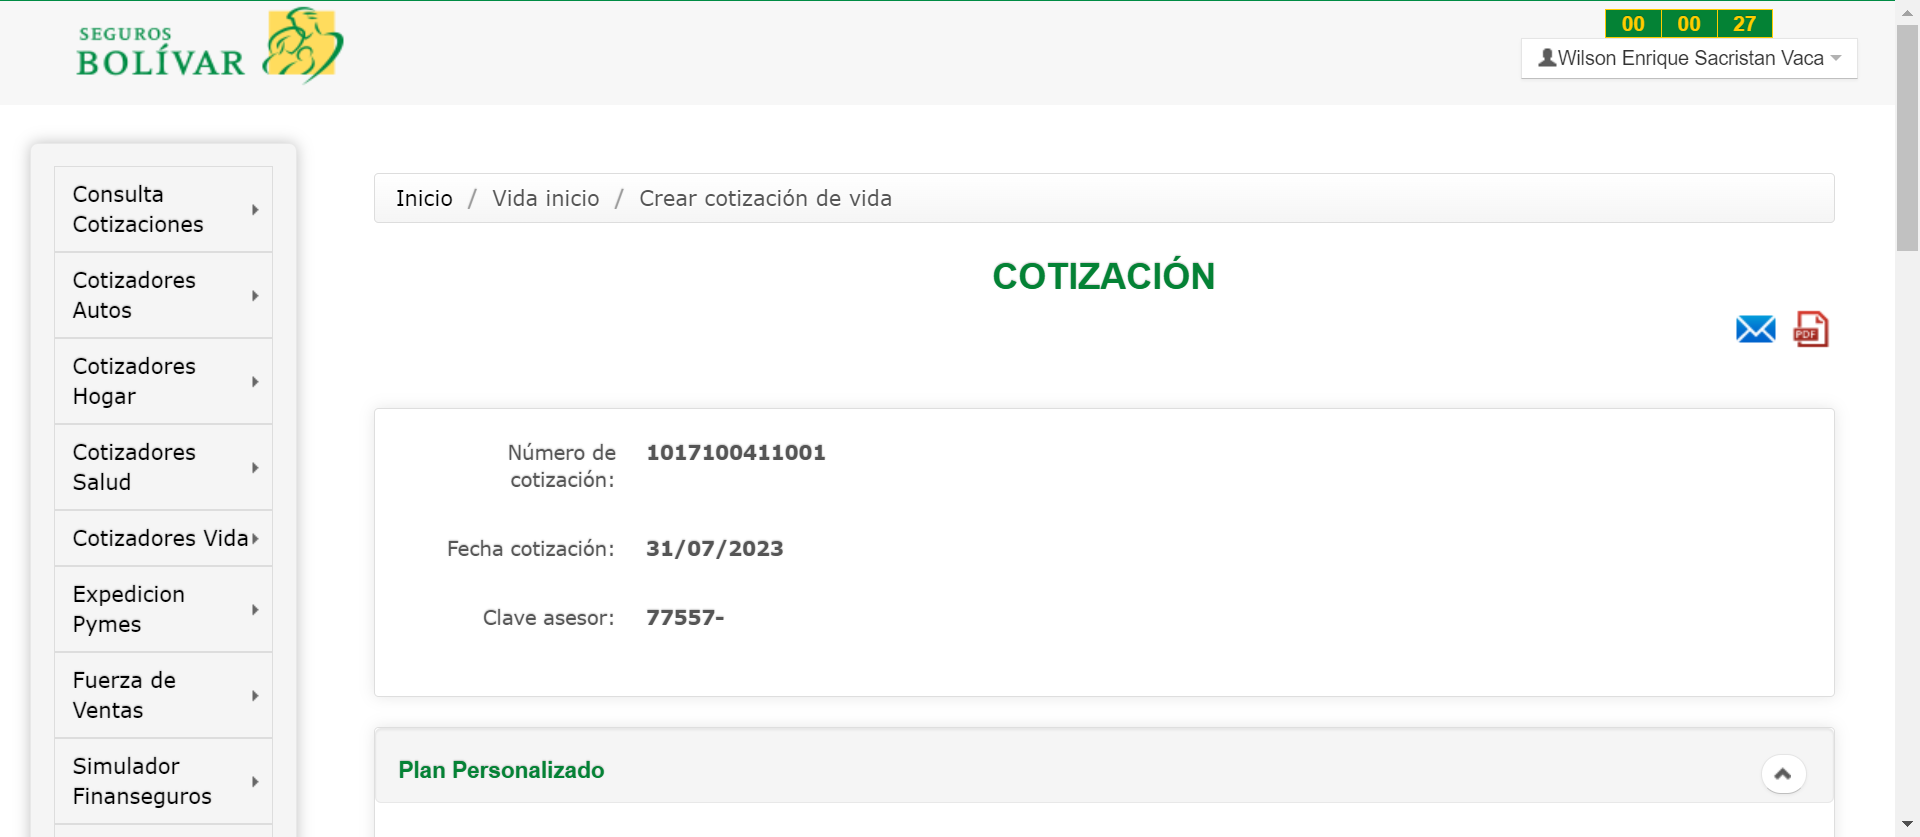 SEGUROS
BOLÍVAR
00 00 27
Wilson Enrique Sacristan Vaca
Consulta
Cotizaciones
Cotizadores
Autos
Cotizadores
Hogar
Cotizadores
Salud
Cotizadores Vida
Expedicion
Pymes
Fuerza de
Ventas
Simulador
Finanseguros
Inicio / Vida inicio / Crear cotización de vida
COTIZACIÓN
PDF
Número de 1017100411001
cotización:
Fecha cotización: 31/07/2023
Clave asesor: 77557-
Plan Personalizado